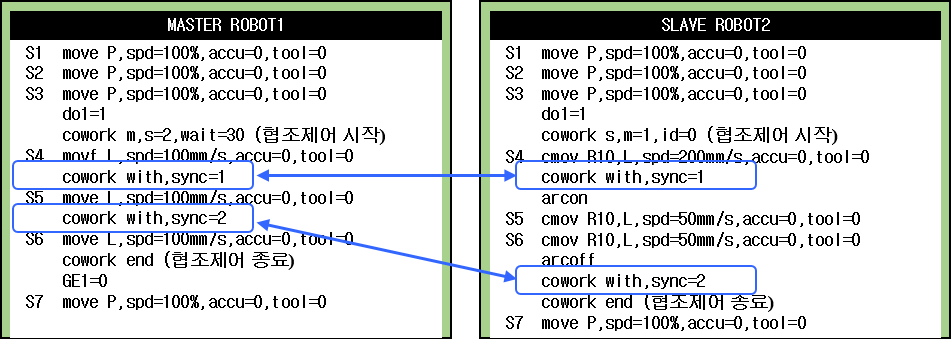 MASTER ROBOT1
S1 move P,spd=100%,accu=0,tool=0
S2 move P,spd=100%,accu=0,tool=0
S3 move P,spd=100%,accu=0,tool=0
do1=1
cowork m,s=2,wait=30 (협조제어 시작)
S4 movf L,spd=100mm/s,accu=0,tool=0
cowork with,sync=1
S5 move L,spd=100mm/s,accu=0,tool=0
cowork with,sync=2
S6 move L,spd=100mm/s,accu=0,tool=0
cowork end (협조제어 종료)
GE1=0
S7 move P,spd=100%,accu=0,tool=0
SLAVE ROBOT2
S1 move P,spd=100%,accu=0,tool=0
S2 move P,spd=100%,accu=0,tool=0
S3 move P,spd=100%,accu=0,tool=0
do1=1
cowork s,m=1,id=0 (협조제어 시작)
S4 cmov R10,L,spd=200mm/s,accu=0,tool=0
cowork with,sync=1
arcon
S5 cmov R10,L,spd=50mm/s,accu=0,tool=0
S6 cmov R10,L,spd=50mm/s,accu=0,tool=0
arcoff
cowork with,sync=2
cowork end (협조제어 종료)
S7 move P,spd=100%,accu=0,tool=0